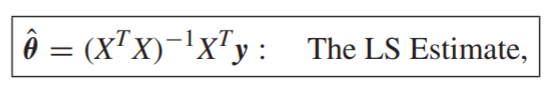 θ̂ = (XᵀX)⁻¹Xᵀy : The LS Estimate,